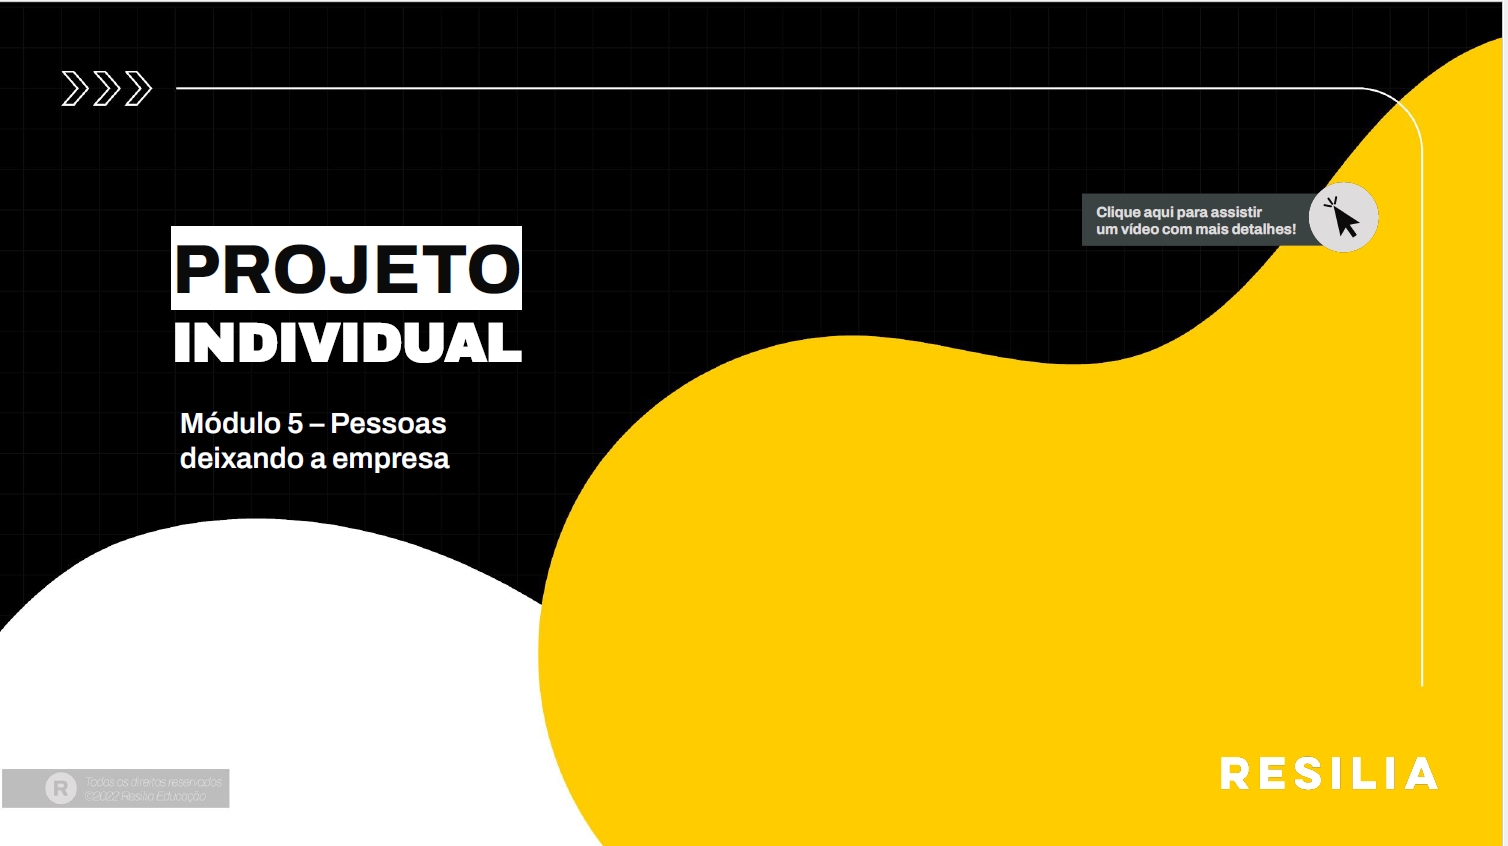 Clique aqui para assistir
um vídeo com mais detalhes!
PROJETO
INDIVIDUAL
Módulo 5 – Pessoas
deixando a empresa
RESILIA
R
Todos os direitos reservados
©2022 Resilia Educação